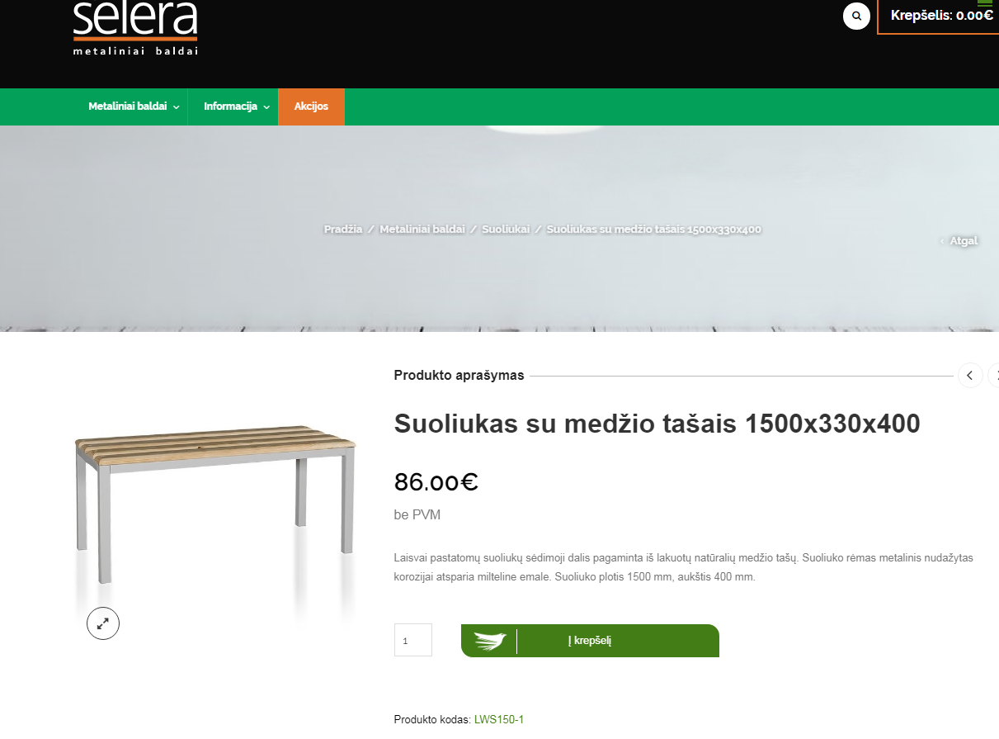 selera
metaliniai baldai
Krepšelis: 0.00€
Metaliniai baldai
Informacija
Akcijos
Pradžia / Metaliniai baldai / Suoliukai / Suoliukas su medžio tašais 1500x330x400
Atgal
Produkto aprašymas
Suoliukas su medžio tašais 1500x330x400
86.00€
be PVM
Laisvai pastatomų suoliukų sėdimoji dalis pagaminta iš lakuotų natūralių medžio tašų. Suoliuko rėmas metalinis nudažytas
korozijai atsparia milteline emale. Suoliuko plotis 1500 mm, aukštis 400 mm.
1
Į krepšelį
Produkto kodas: LWS150-1